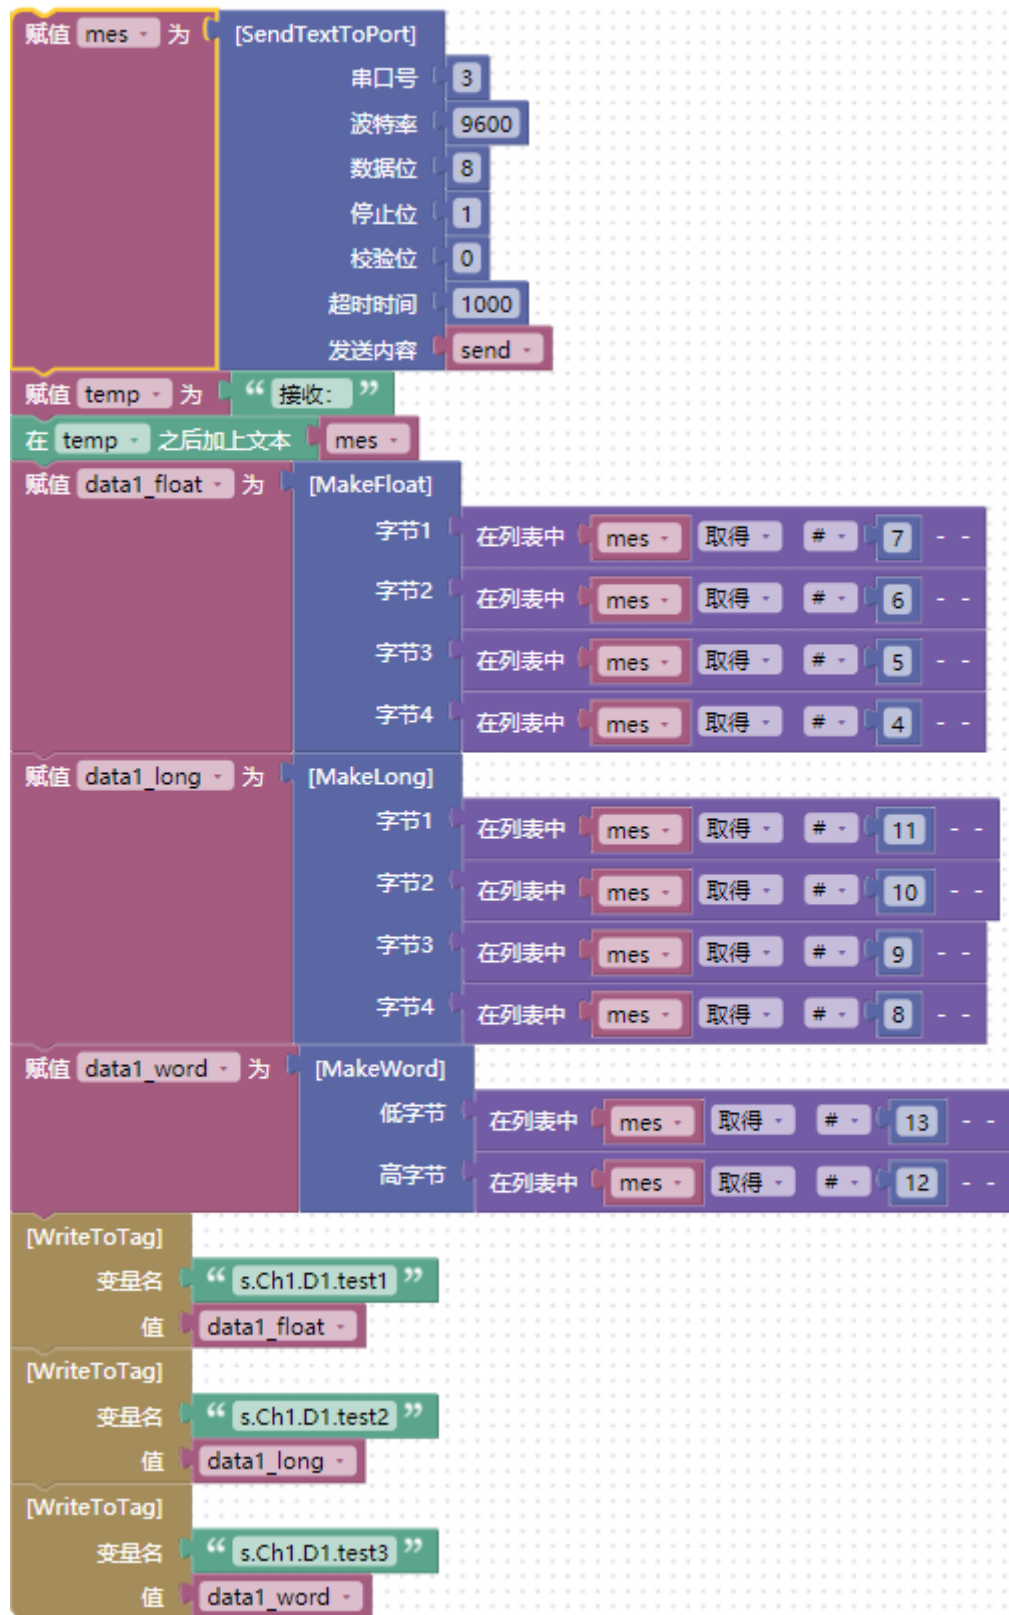 赋值 mes 为 [SendTextToPort]
串口号 3
波特率 9600
数据位 8
停止位 1
校验位 0
超时时间 1000
发送内容 send
赋值 temp 为 “ 接收： ”
在 temp 之后加上文本 mes
赋值 data1_float 为 [MakeFloat]
字节1 在列表中 mes 取得 # 7 - -
字节2 在列表中 mes 取得 # 6 - -
字节3 在列表中 mes 取得 # 5 - -
字节4 在列表中 mes 取得 # 4 - -
赋值 data1_long 为 [MakeLong]
字节1 在列表中 mes 取得 # 11 - -
字节2 在列表中 mes 取得 # 10 - -
字节3 在列表中 mes 取得 # 9 - -
字节4 在列表中 mes 取得 # 8 - -
赋值 data1_word 为 [MakeWord]
低字节 在列表中 mes 取得 # 13 - -
高字节 在列表中 mes 取得 # 12 - -
[WriteToTag]
变量名 “ s.Ch1.D1.test1 ”
值 data1_float
[WriteToTag]
变量名 “ s.Ch1.D1.test2 ”
值 data1_long
[WriteToTag]
变量名 “ s.Ch1.D1.test3 ”
值 data1_word